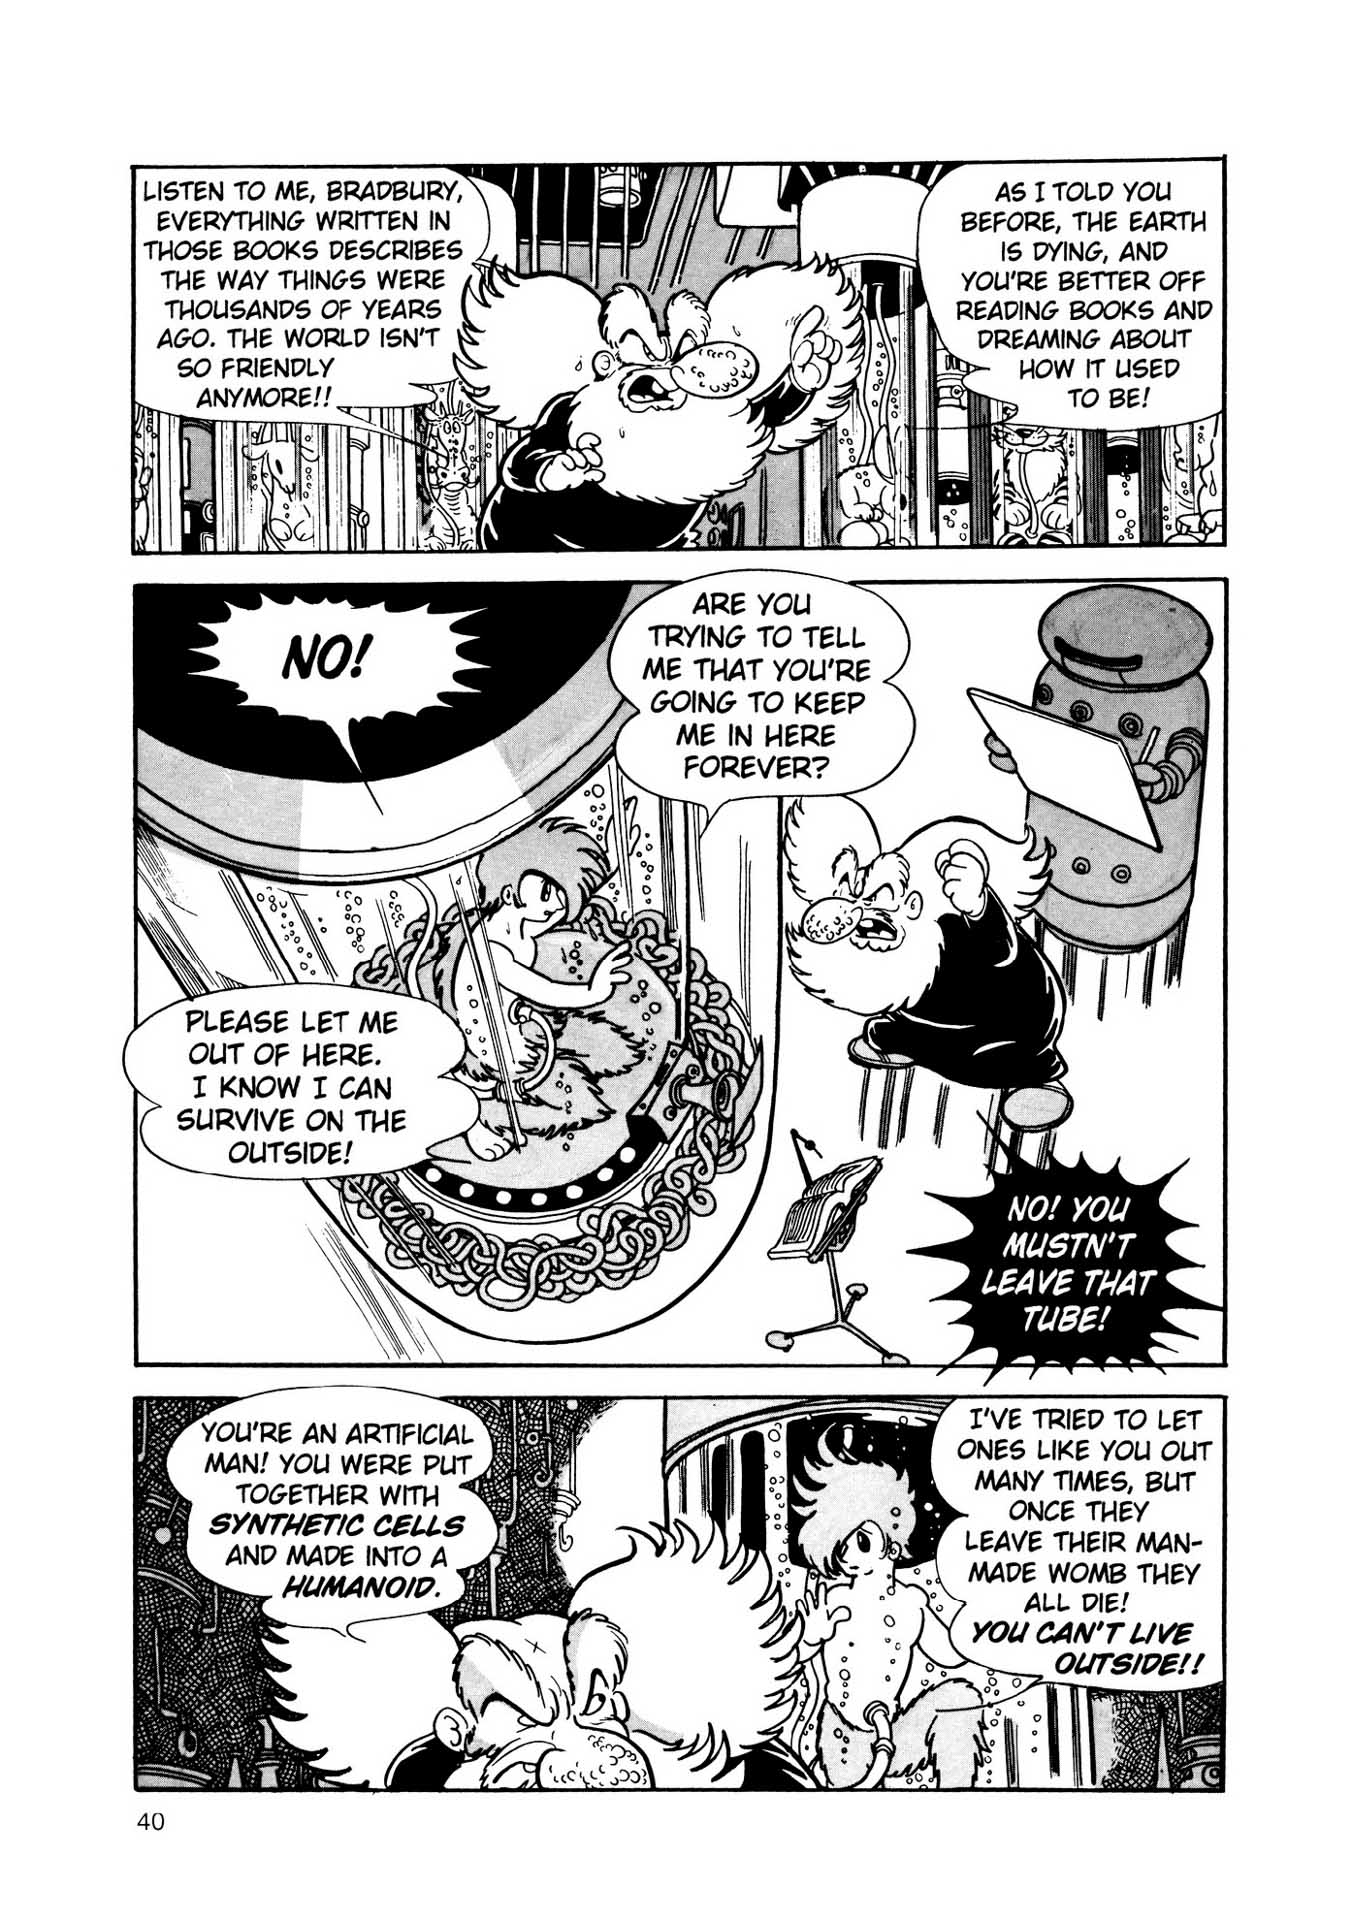 LISTEN TO ME, BRADBURY,
EVERYTHING WRITTEN IN
THOSE BOOKS DESCRIBES
THE WAY THINGS WERE
THOUSANDS OF YEARS
AGO. THE WORLD ISN'T
SO FRIENDLY
ANYMORE!!
AS I TOLD YOU
BEFORE, THE EARTH
IS DYING, AND
YOU'RE BETTER OFF
READING BOOKS AND
DREAMING ABOUT
HOW IT USED
TO BE!
NO!
ARE YOU
TRYING TO TELL
ME THAT YOU'RE
GOING TO KEEP
ME IN HERE
FOREVER?
PLEASE LET ME
OUT OF HERE.
I KNOW I CAN
SURVIVE ON THE
OUTSIDE!
NO! YOU
MUSTN'T
LEAVE THAT
TUBE!
YOU'RE AN ARTIFICIAL
MAN! YOU WERE PUT
TOGETHER WITH
SYNTHETIC CELLS
AND MADE INTO A
HUMANOID.
I'VE TRIED TO LET
ONES LIKE YOU OUT
MANY TIMES, BUT
ONCE THEY
LEAVE THEIR MAN-
MADE WOMB THEY
ALL DIE!
YOU CAN'T LIVE
OUTSIDE!!
40